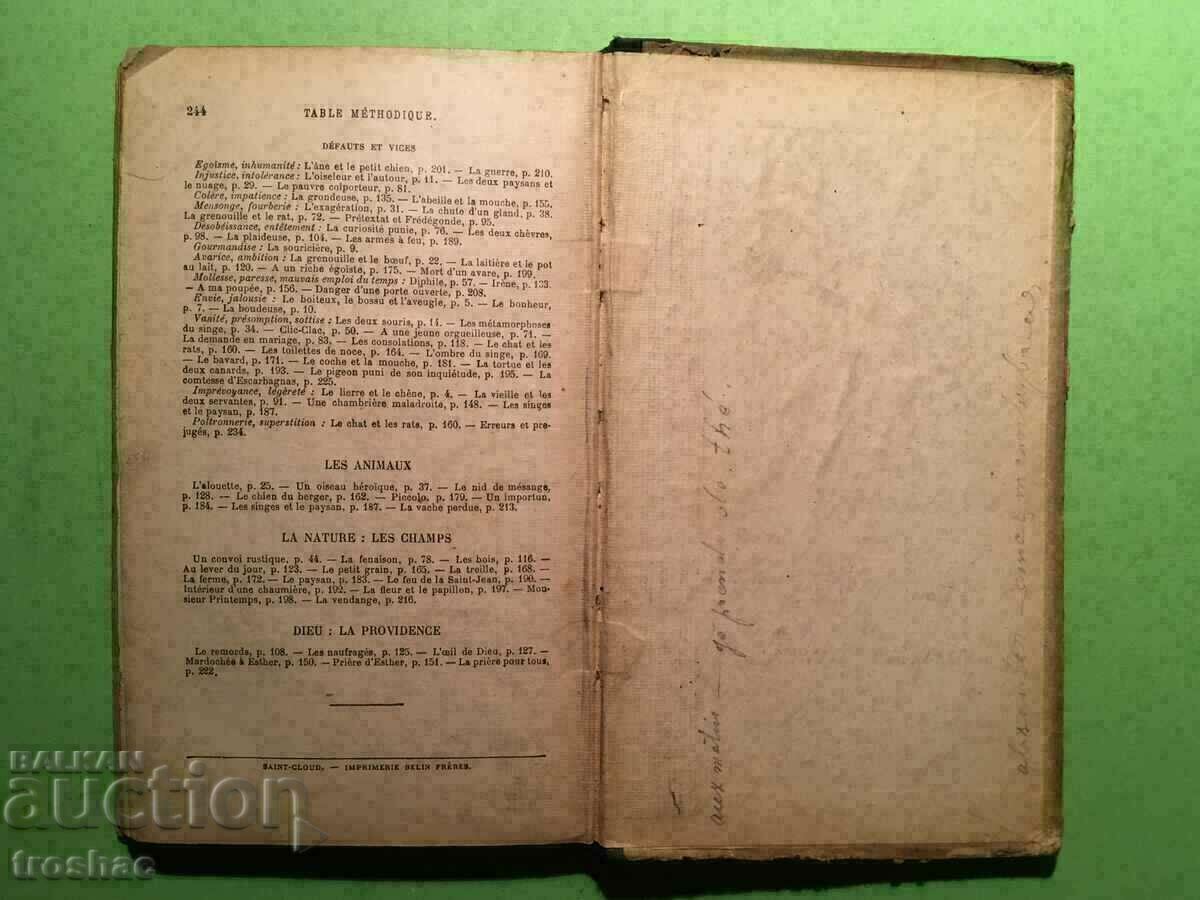 244 TABLE MÉTHODIQUE.
DÉFAUTS ET VICES
Egoïsme, inhumanité : L'âne et le petit chien, p. 201. — La guerre, p. 210.
Injustice, intolérance : L'oiseleur et l'autour, p. 11. — Les deux paysans et
le nuage, p. 29. — Le pauvre colporteur, p. 81.
Colère, impatience : La grondeuse, p. 135. — L'abeille et la mouche, p. 155.
Mensonge, fourberie : L'exagération, p. 31. — La chute d'un gland, p. 38.
La grenouille et le rat, p. 72. — Prétextat et Frédégonde, p. 95.
Désobéissance, entêtement : La curiosité punie, p. 76. — Les deux chèvres,
p. 98. — La plaideuse, p. 104. — Les armes à feu, p. 189.
Gourmandise : La souricière, p. 9.
Avarice, ambition : La grenouille et le bœuf, p. 22. — La laitière et le pot
au lait, p. 120. — A un riche égoïste, p. 175. — Mort d'un avare, p. 199.
Mollesse, paresse, mauvais emploi du temps : Diphile, p. 57. — Irène, p. 133.
— A ma poupée, p. 156. — Danger d'une porte ouverte, p. 208.
Envie, jalousie : Le boiteux, le bossu et l'aveugle, p. 5. — Le bonheur,
p. 7. — La boudeuse, p. 10.
Vanité, présomption, sottise : Les deux souris, p. 14. — Les métamorphoses
du singe, p. 34. — Clic-Clac, p. 50. — A une jeune orgueilleuse, p. 71. —
La demande en mariage, p. 83. — Les consolations, p. 118. — Le chat et les
rats, p. 160. — Les toilettes de noce, p. 164. — L'ombre du singe, p. 169.
— Le bavard, p. 171. — Le coche et la mouche, p. 181. — La tortue et les
deux canards, p. 193. — Le pigeon puni de son inquiétude, p. 195. — La
comtesse d'Escarbagnas, p. 225.
Imprévoyance, légèreté : Le lierre et le chêne, p. 4. — La vieille et les
deux servantes, p. 91. — Une chambrière maladroite, p. 148. — Les singes
et le paysan, p. 187.
Poltronnerie, superstition : Le chat et les rats, p. 160. — Erreurs et pré-
jugés, p. 234.
LES ANIMAUX
L'alouette, p. 25. — Un oiseau héroïque, p. 37. — Le nid de mésange,
p. 128. — Le chien du berger, p. 162. — Piccolo, p. 179. — Un importun,
p. 184. — Les singes et le paysan, p. 187. — La vache perdue, p. 213.
LA NATURE : LES CHAMPS
Un convoi rustique, p. 44. — La fenaison, p. 78. — Les bois, p. 116. —
Au lever du jour, p. 123. — Le petit grain, p. 165. — La treille, p. 168. —
La ferme, p. 172. — Le paysan, p. 183. — Le feu de la Saint-Jean, p. 190. —
Intérieur d'une chaumière, p. 192. — La fleur et le papillon, p. 197. — Mon-
sieur Printemps, p. 198. — La vendange, p. 216.
DIEU : LA PROVIDENCE
Le remords, p. 108. — Les naufragés, p. 125. — L'œil de Dieu, p. 127. —
Mardochée à Esther, p. 150. — Prière d'Esther, p. 151. — La prière pour tous,
p. 222.
SAINT-CLOUD. — IMPRIMERIE BELIN FRÈRES.
thé.
BALKAN
auction
troshac